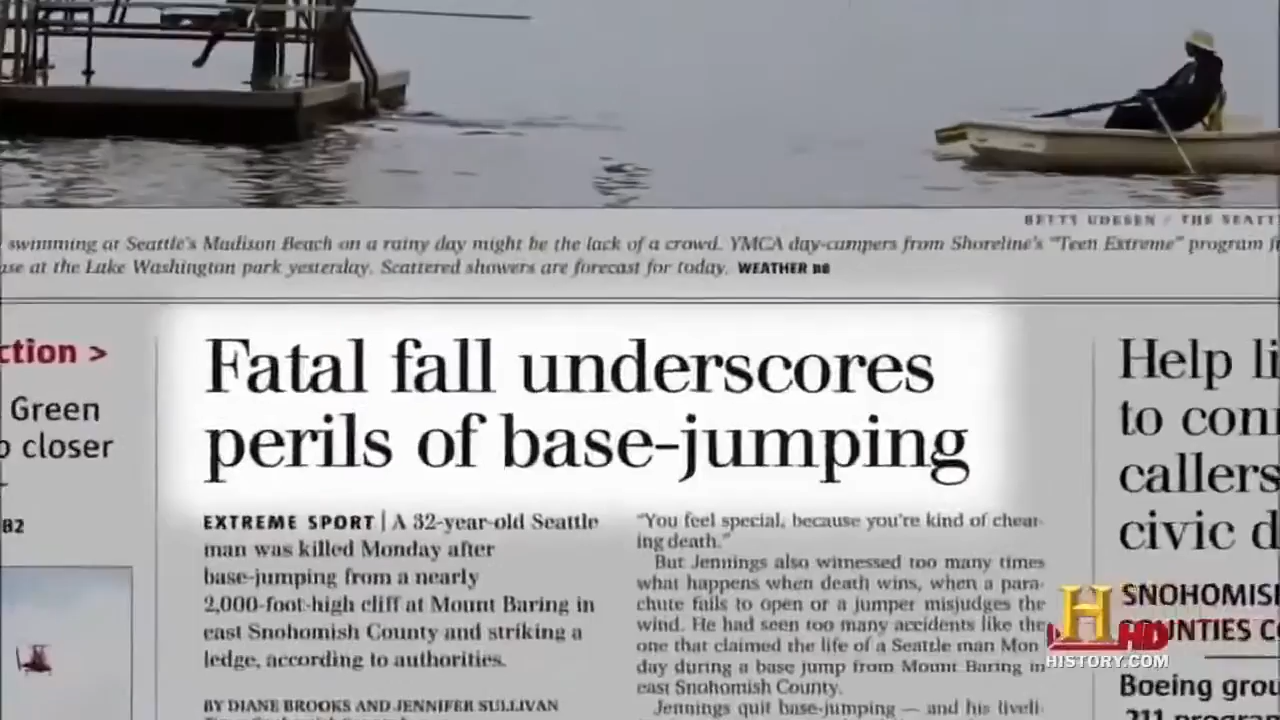 BETTY UDESEN / THE SEATT
swimming at Seattle's Madison Beach on a rainy day might be the lack of a crowd. YMCA day-campers from Shoreline's "Teen Extreme" program
at the Lake Washington park yesterday. Scattered showers are forecast for today. WEATHER B8
ction >
Green
closer
B2
Fatal fall underscores
perils of base-jumping
EXTREME SPORT | A 32-year-old Seattle
man was killed Monday after
base-jumping from a nearly
2,000-foot-high cliff at Mount Baring in
east Snohomish County and striking a
ledge, according to authorities.
BY DIANE BROOKS AND JENNIFER SULLIVAN
"You feel special, because you're kind of chear-
ing death."
But Jennings also witnessed too many times
what happens when death wins, when a para-
chute fails to open or a jumper misjudges the
wind. He had seen too many accidents like the
one that claimed the life of a Seattle man Mon
day during a base jump from Mount Baring in
east Snohomish County.
Jennings quit base-jumping — and his liveli-
Help li
to con
callers
civic d
SNOHOMIS
COUNTIES C
Boeing grou
211 program
H HD
HISTORY.COM